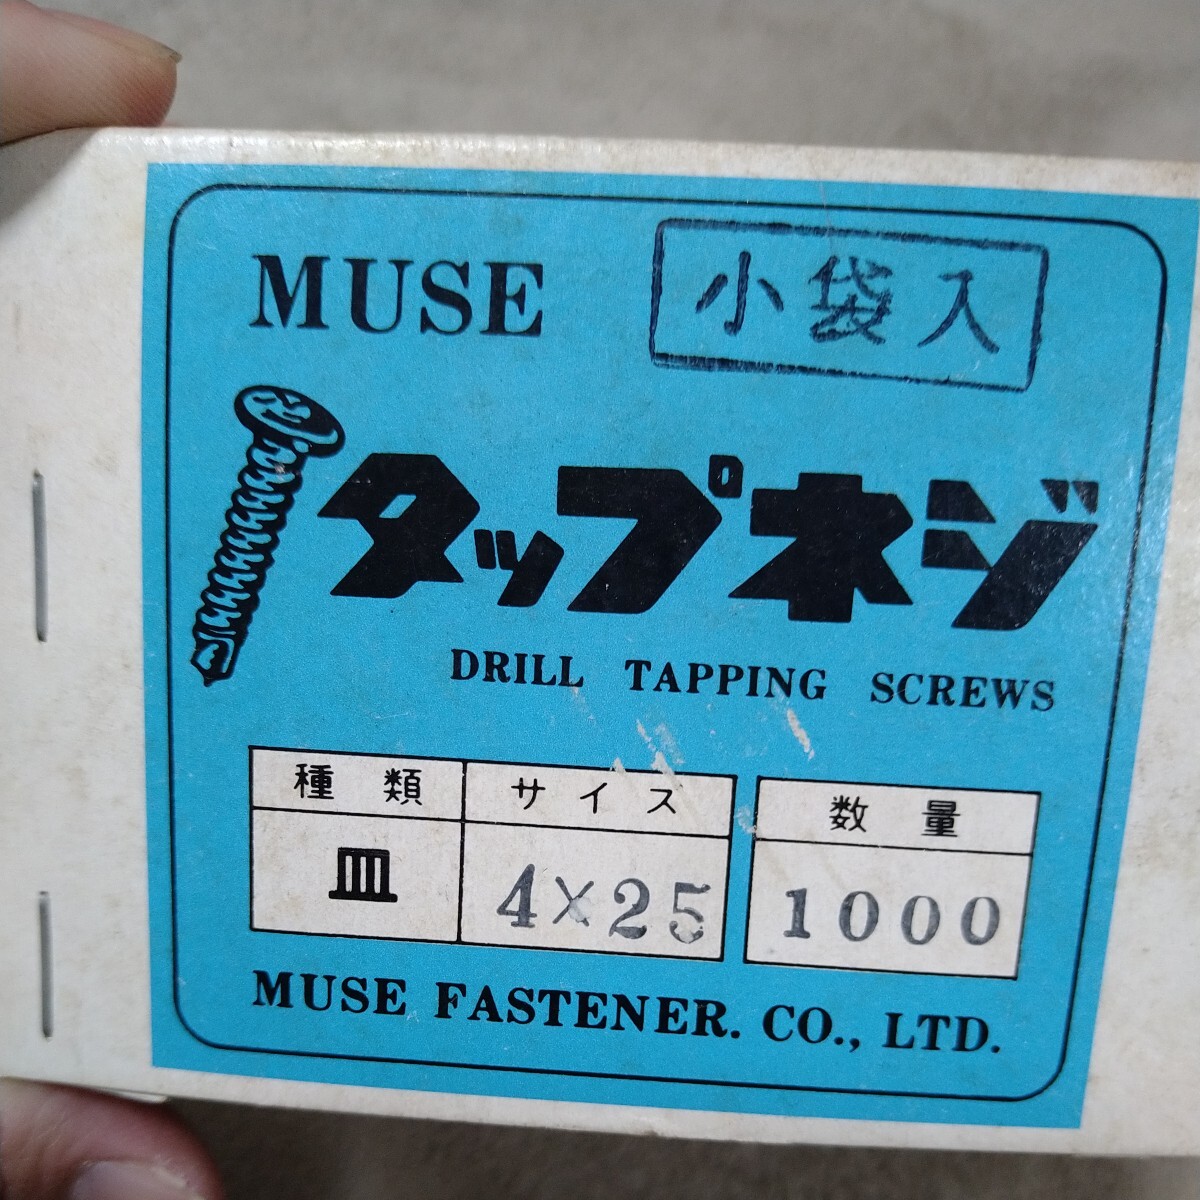 MUSE
小袋入
タップネジ
DRILL TAPPING SCREWS
種類 サイス 数量
皿 4×25 1000
MUSE FASTENER. CO., LTD.